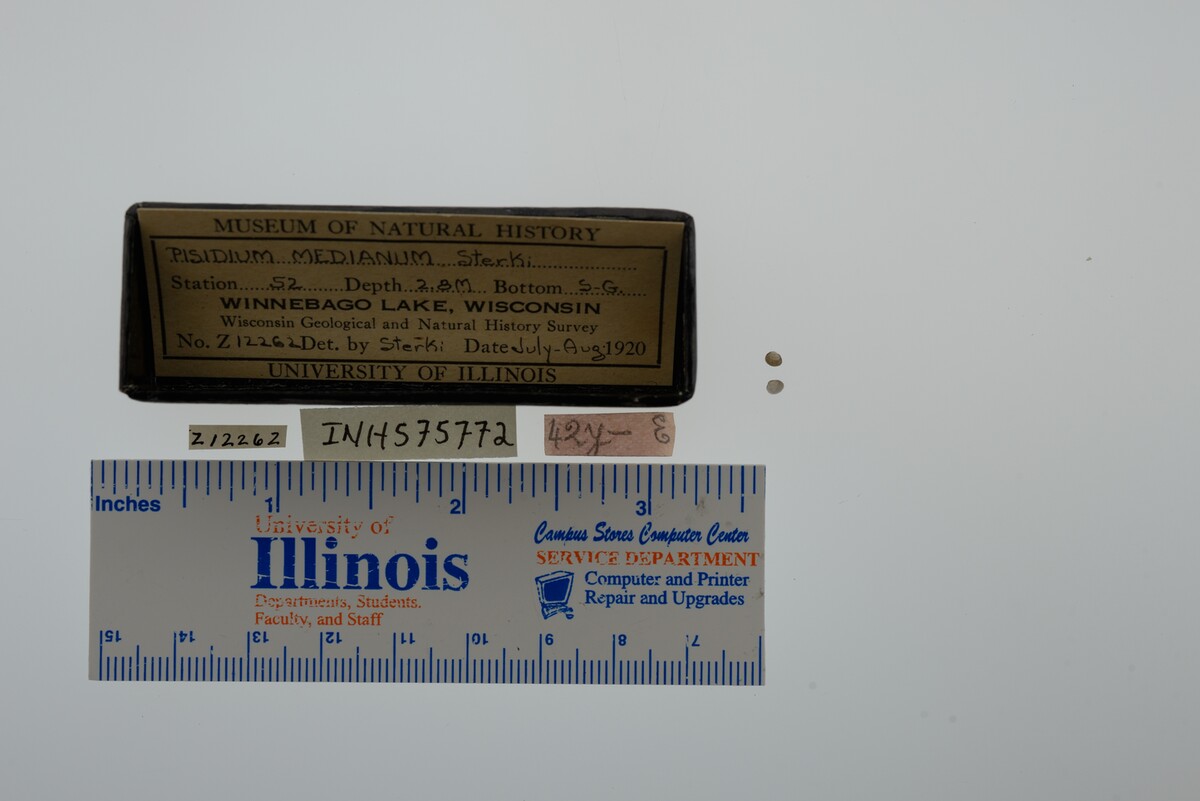 MUSEUM OF NATURAL HISTORY
PISIDIUM MEDIANUM Sterki
Station 52 Depth 2.8M Bottom S-G.
WINNEBAGO LAKE, WISCONSIN
Wisconsin Geological and Natural History Survey
No. Z12262 Det. by Sterki Date July-Aug 1920
UNIVERSITY OF ILLINOIS
Z12262
INHS75772
42y- E
Inches 1 2 3
University of
Illinois
Departments, Students,
Faculty, and Staff
Campus Stores Computer Center
SERVICE DEPARTMENT
Computer and Printer
Repair and Upgrades
15 14 13 12 11 10 9 8 7